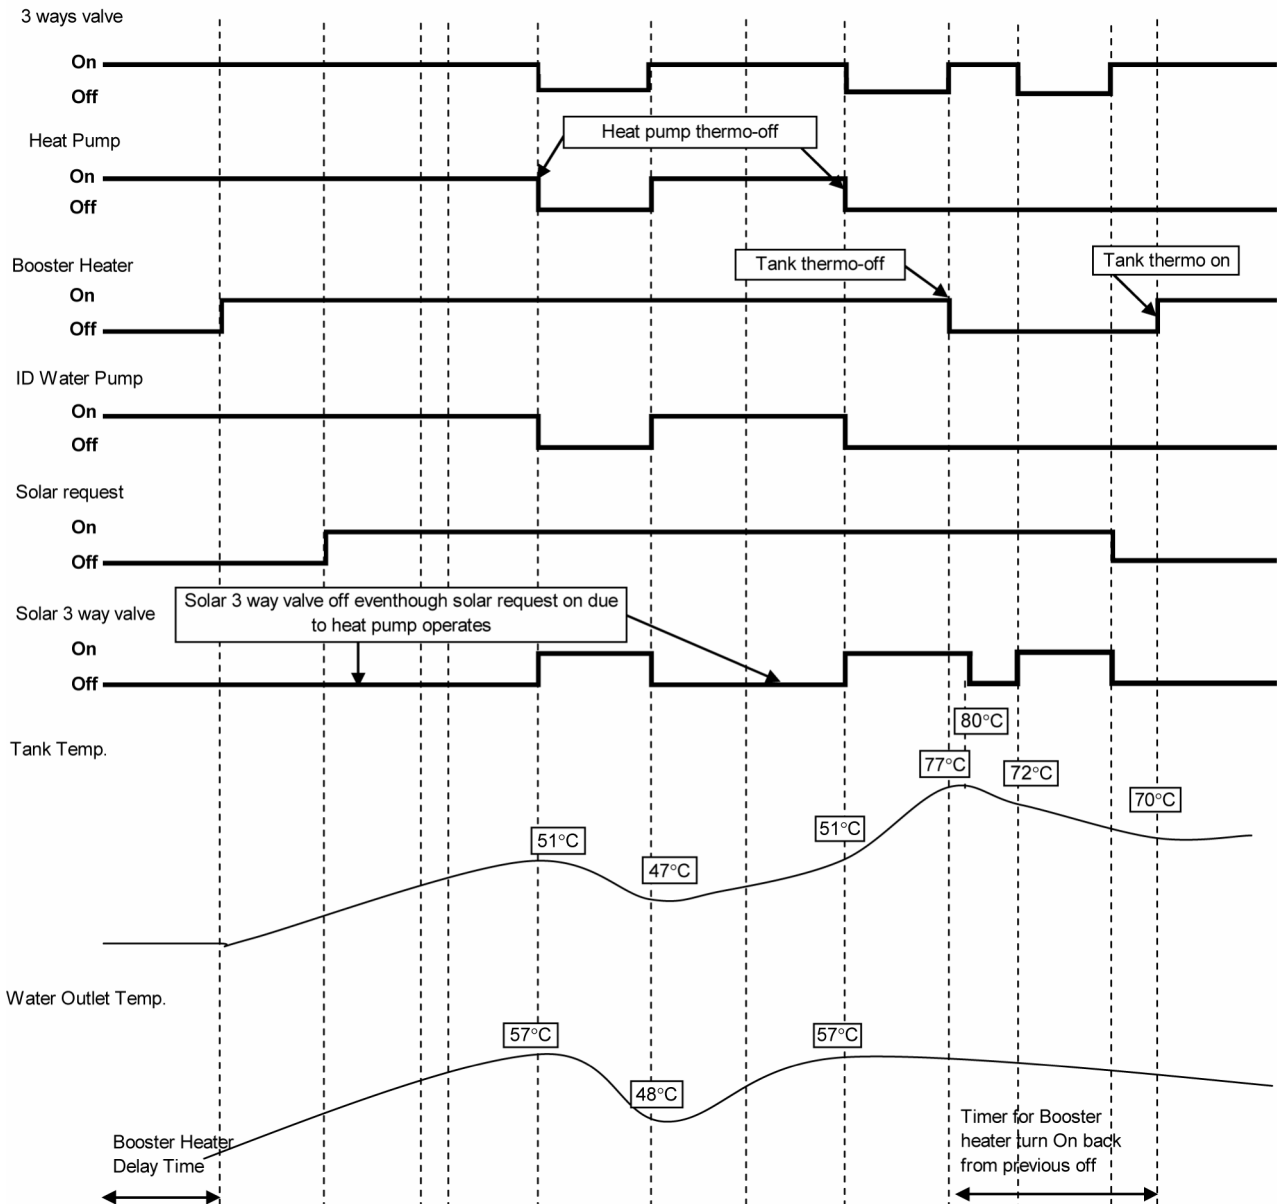 3 ways valve
On
Off
Heat pump thermo-off
Heat Pump
On
Off
Tank thermo-off
Tank thermo on
Booster Heater
On
Off
ID Water Pump
On
Off
Solar request
On
Off
Solar 3 way valve off eventhough solar request on due
to heat pump operates
Solar 3 way valve
On
Off
80°C
Tank Temp.
77°C
72°C
70°C
51°C
51°C
47°C
Water Outlet Temp.
57°C
57°C
48°C
Booster Heater
Delay Time
Timer for Booster
heater turn On back
from previous off